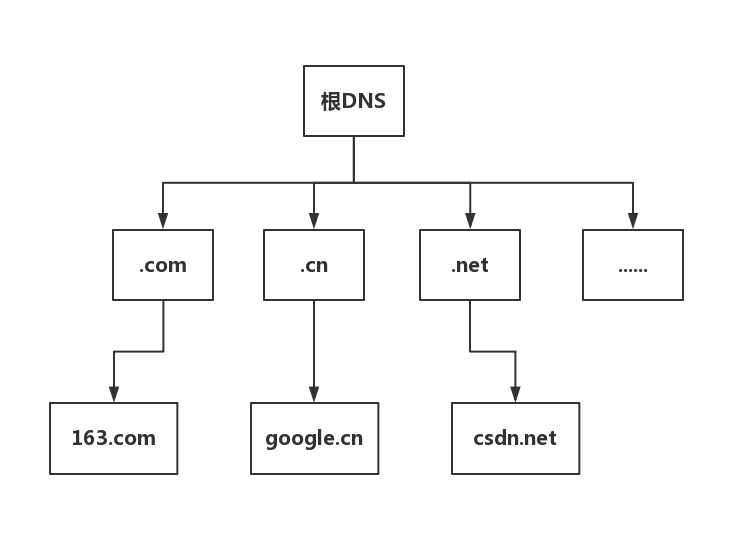 根DNS
.com
.cn
.net
......
163.com
google.cn
csdn.net